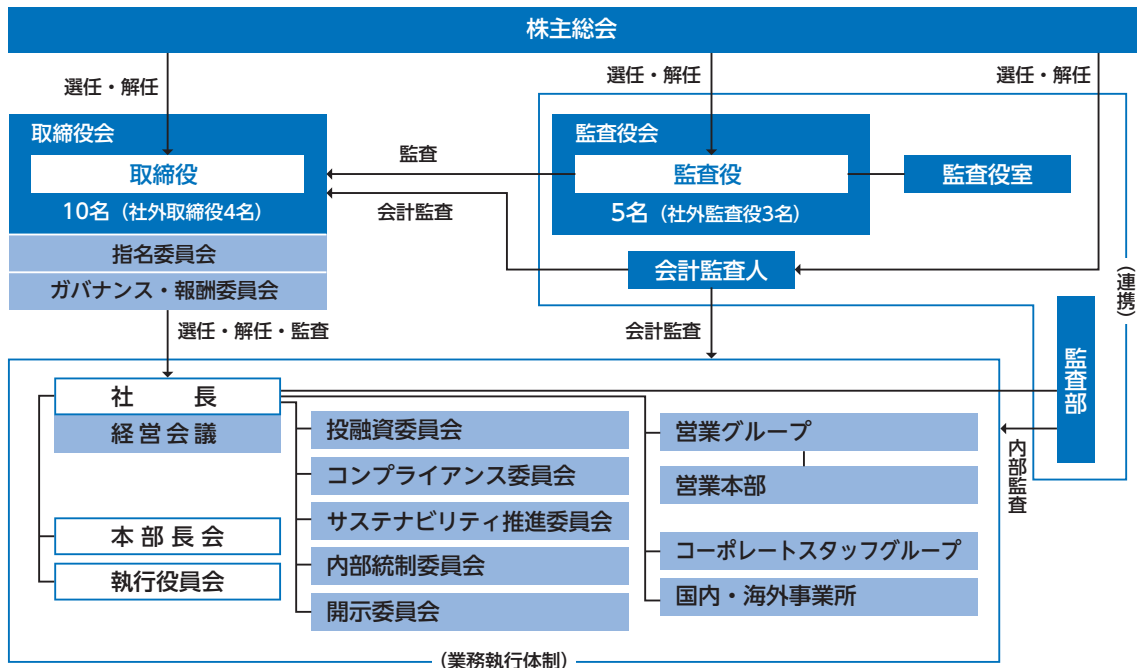 株主総会
選任・解任
選任・解任
選任・解任
取締役会
取締役
10名（社外取締役4名）
指名委員会
ガバナンス・報酬委員会
監査
会計監査
監査役会
監査役
5名（社外監査役3名）
監査役室
会計監査人
（連携）
選任・解任・監査
会計監査
監査部
内部監査
社長
経営会議
本部長会
執行役員会
投融資委員会
コンプライアンス委員会
サステナビリティ推進委員会
内部統制委員会
開示委員会
営業グループ
営業本部
コーポレートスタッフグループ
国内・海外事業所
（業務執行体制）